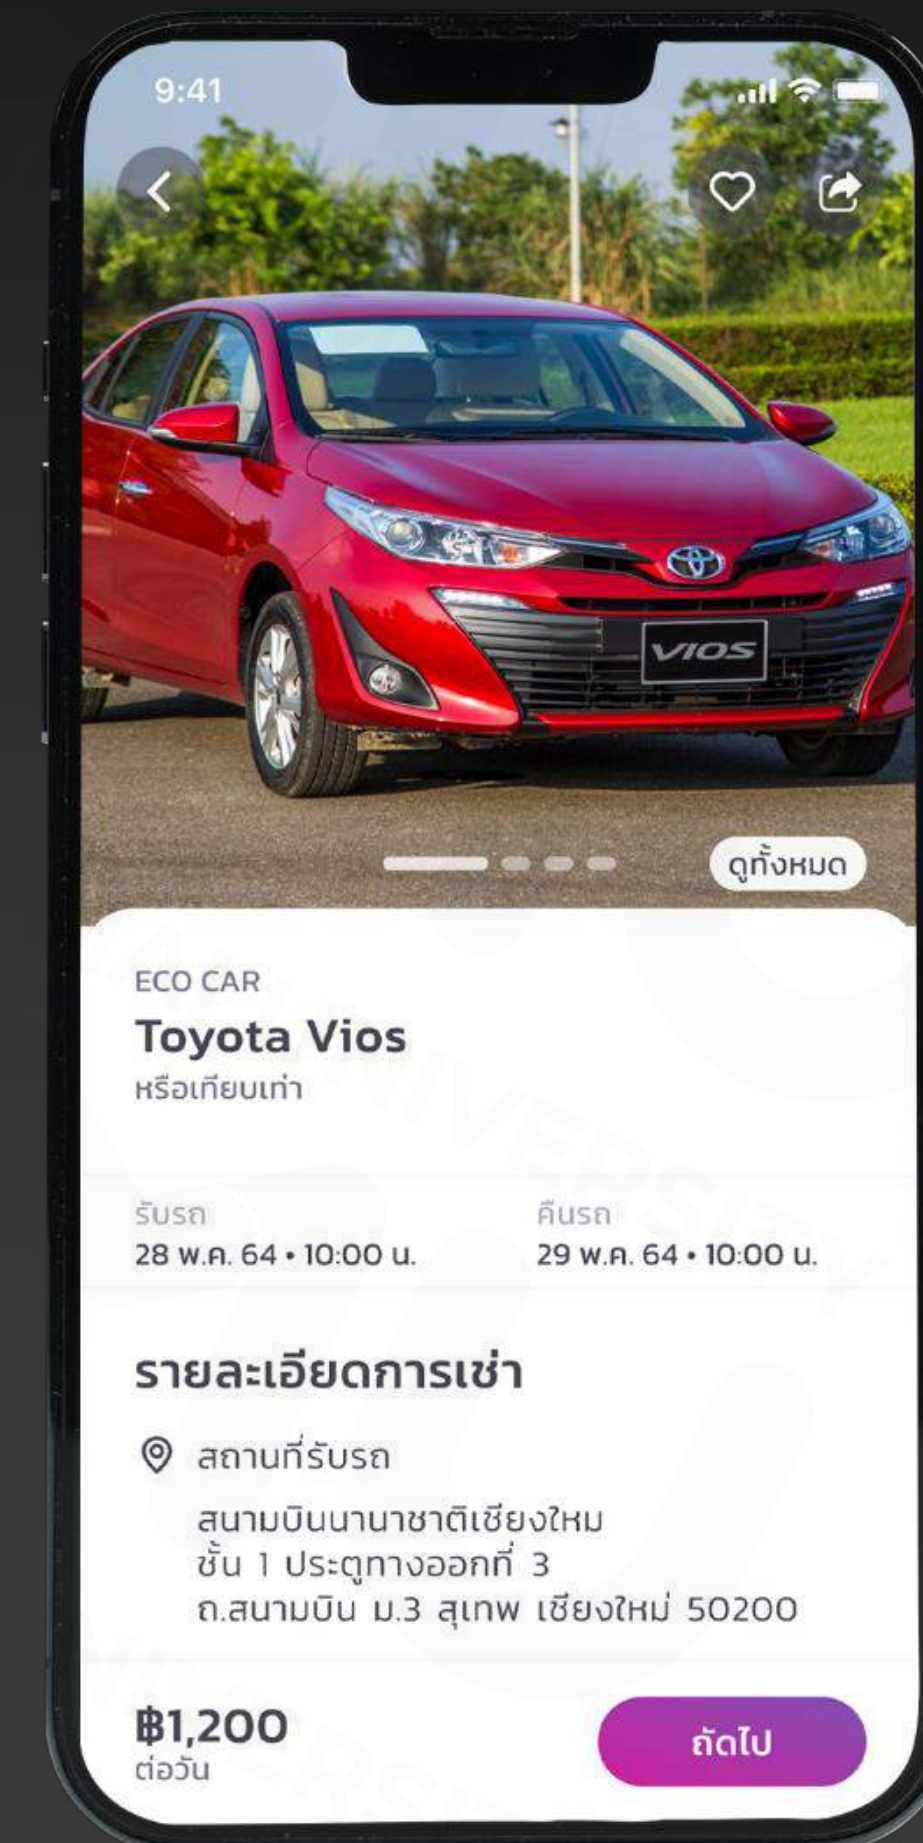 9:41
VIOS
ดูทั้งหมด
ECO CAR
Toyota Vios
หรือเทียบเท่า
รับรถ
คืนรถ
28 พ.ค. 64 • 10:00 น.
29 พ.ค. 64 • 10:00 น.
รายละเอียดการเช่า
สถานที่รับรถ
สนามบินนานาชาติเชียงใหม
ชั้น 1 ประตูทางออกที่ 3
ถ.สนามบิน ม.3 สุเทพ เชียงใหม่ 50200
฿1,200
ต่อวัน
ถัดไป